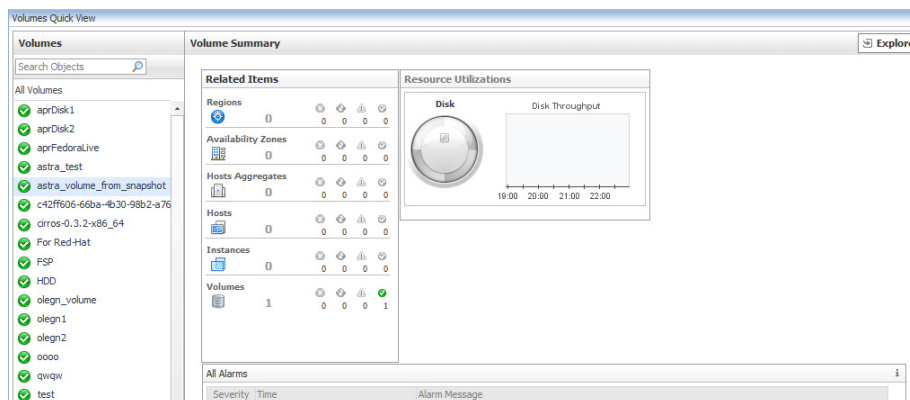 Volumes Quick View
Volumes
Search Objects
All Volumes
aprDisk1
aprDisk2
aprFedoraLive
astra_test
astra_volume_from_snapshot
c42ff606-66ba-4b30-98b2-a76
cirros-0.3.2-x86_64
For Red-Hat
FSP
HDD
olegn_volume
olegn1
olegn2
oooo
qwqw
test
Volume Summary
Explore
Related Items
Regions
0 0 0 0 0
Availability Zones
0 0 0 0 0
Hosts Aggregates
0 0 0 0 0
Hosts
0 0 0 0 0
Instances
0 0 0 0 0
Volumes
1 0 0 0 1
Resource Utilizations
Disk
Disk Throughput
19:00 20:00 21:00 22:00
All Alarms
i
Severity Time Alarm Message